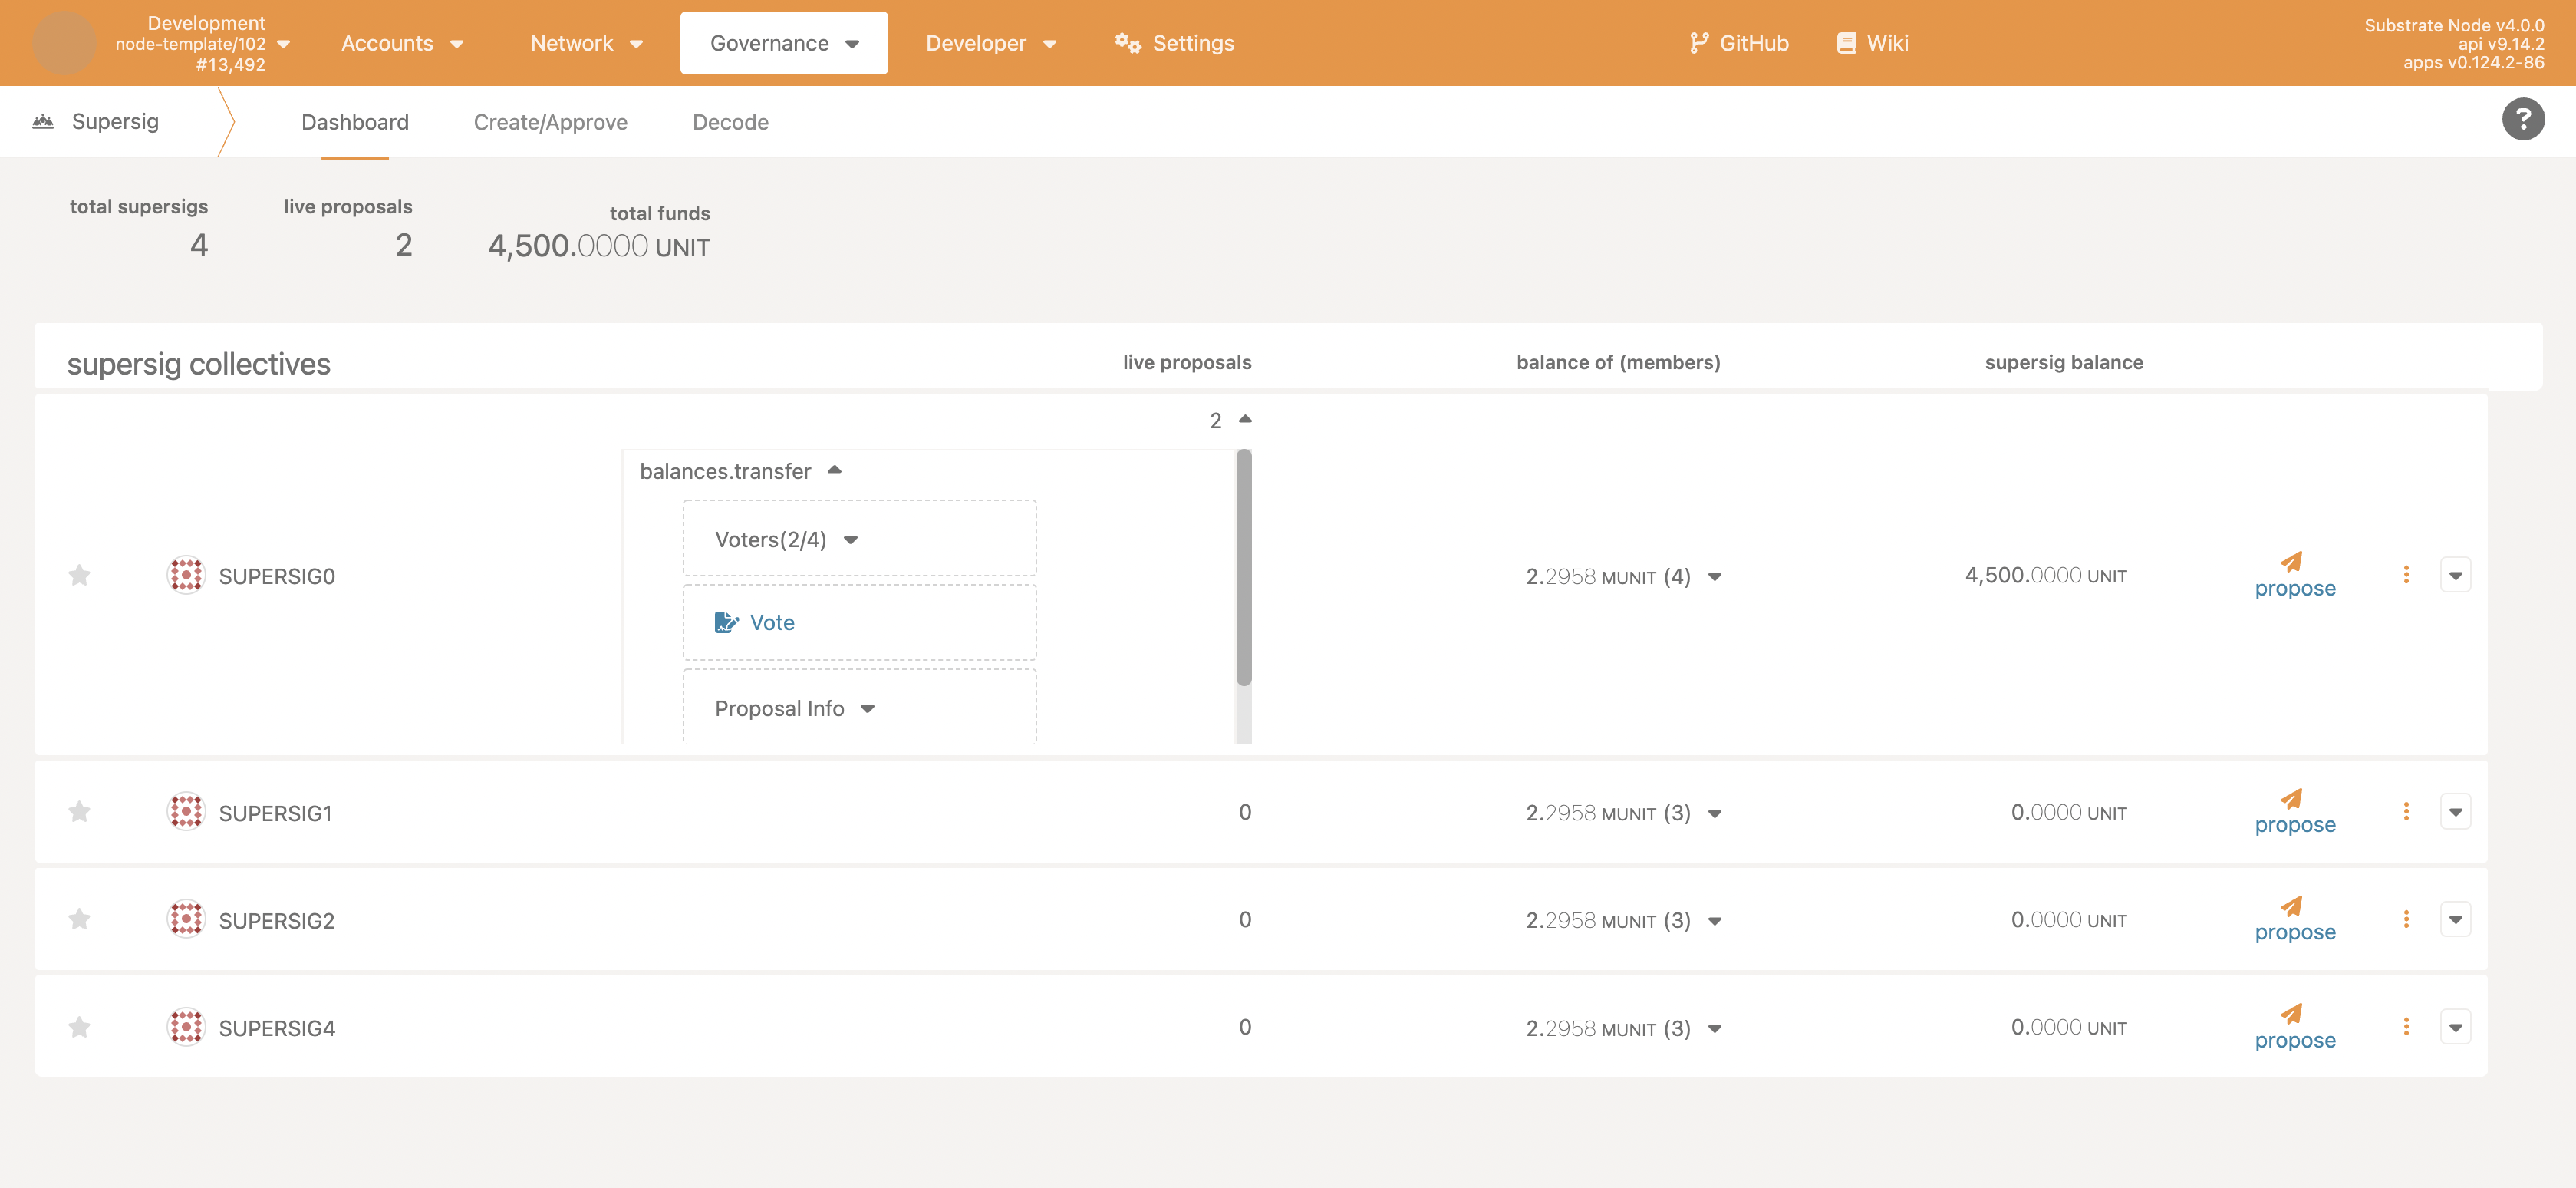 Development
node-template/102
#13,492
Accounts
Network
Governance
Developer
Settings
GitHub
Wiki
Substrate Node v4.0.0
api v9.14.2
apps v0.124.2-86
Supersig
Dashboard
Create/Approve
Decode
?
total supersigs
4
live proposals
2
total funds
4,500.0000 UNIT
supersig collectives
live proposals
balance of (members)
supersig balance
2
balances.transfer
Voters(2/4)
Vote
Proposal Info
SUPERSIG0
2.2958 MUNIT (4)
4,500.0000 UNIT
propose
SUPERSIG1
0
2.2958 MUNIT (3)
0.0000 UNIT
propose
SUPERSIG2
0
2.2958 MUNIT (3)
0.0000 UNIT
propose
SUPERSIG4
0
2.2958 MUNIT (3)
0.0000 UNIT
propose